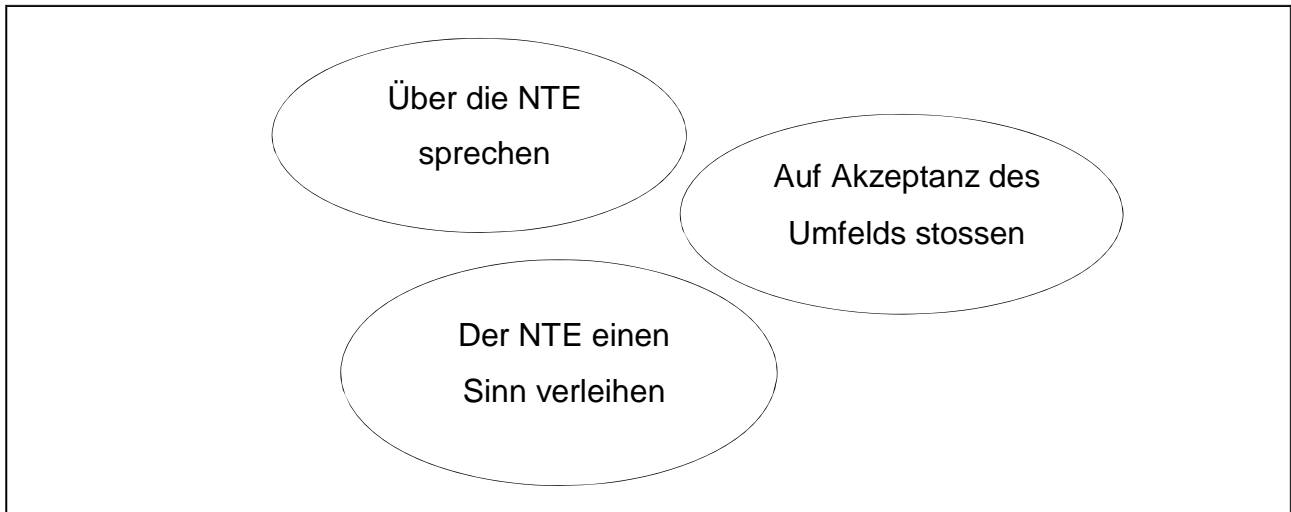 Über die NTE
sprechen
Auf Akzeptanz des
Umfelds stossen
Der NTE einen
Sinn verleihen